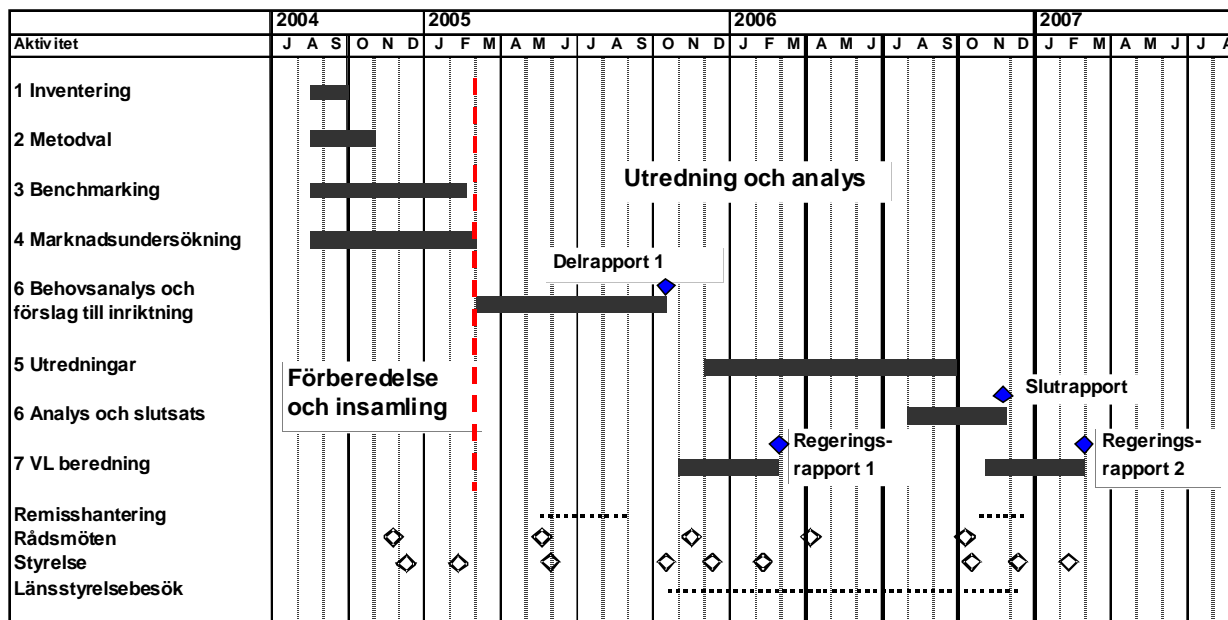 2004 2005 2006 2007
Aktivitet J A S O N D J F M A M J J A S O N D J F M A M J J A S O N D J F M A M J J A
1 Inventering
2 Metodval
3 Benchmarking
Utredning och analys
4 Marknadsundersökning
Delrapport 1
6 Behovsanalys och
förslag till inriktning
5 Utredningar
Förberedelse
och insamling
Slutrapport
6 Analys och slutsats
Regerings-
rapport 1
Regerings-
rapport 2
7 VL beredning
Remisshantering
Rådsmöten
Styrelse
Länsstyrelsebesök